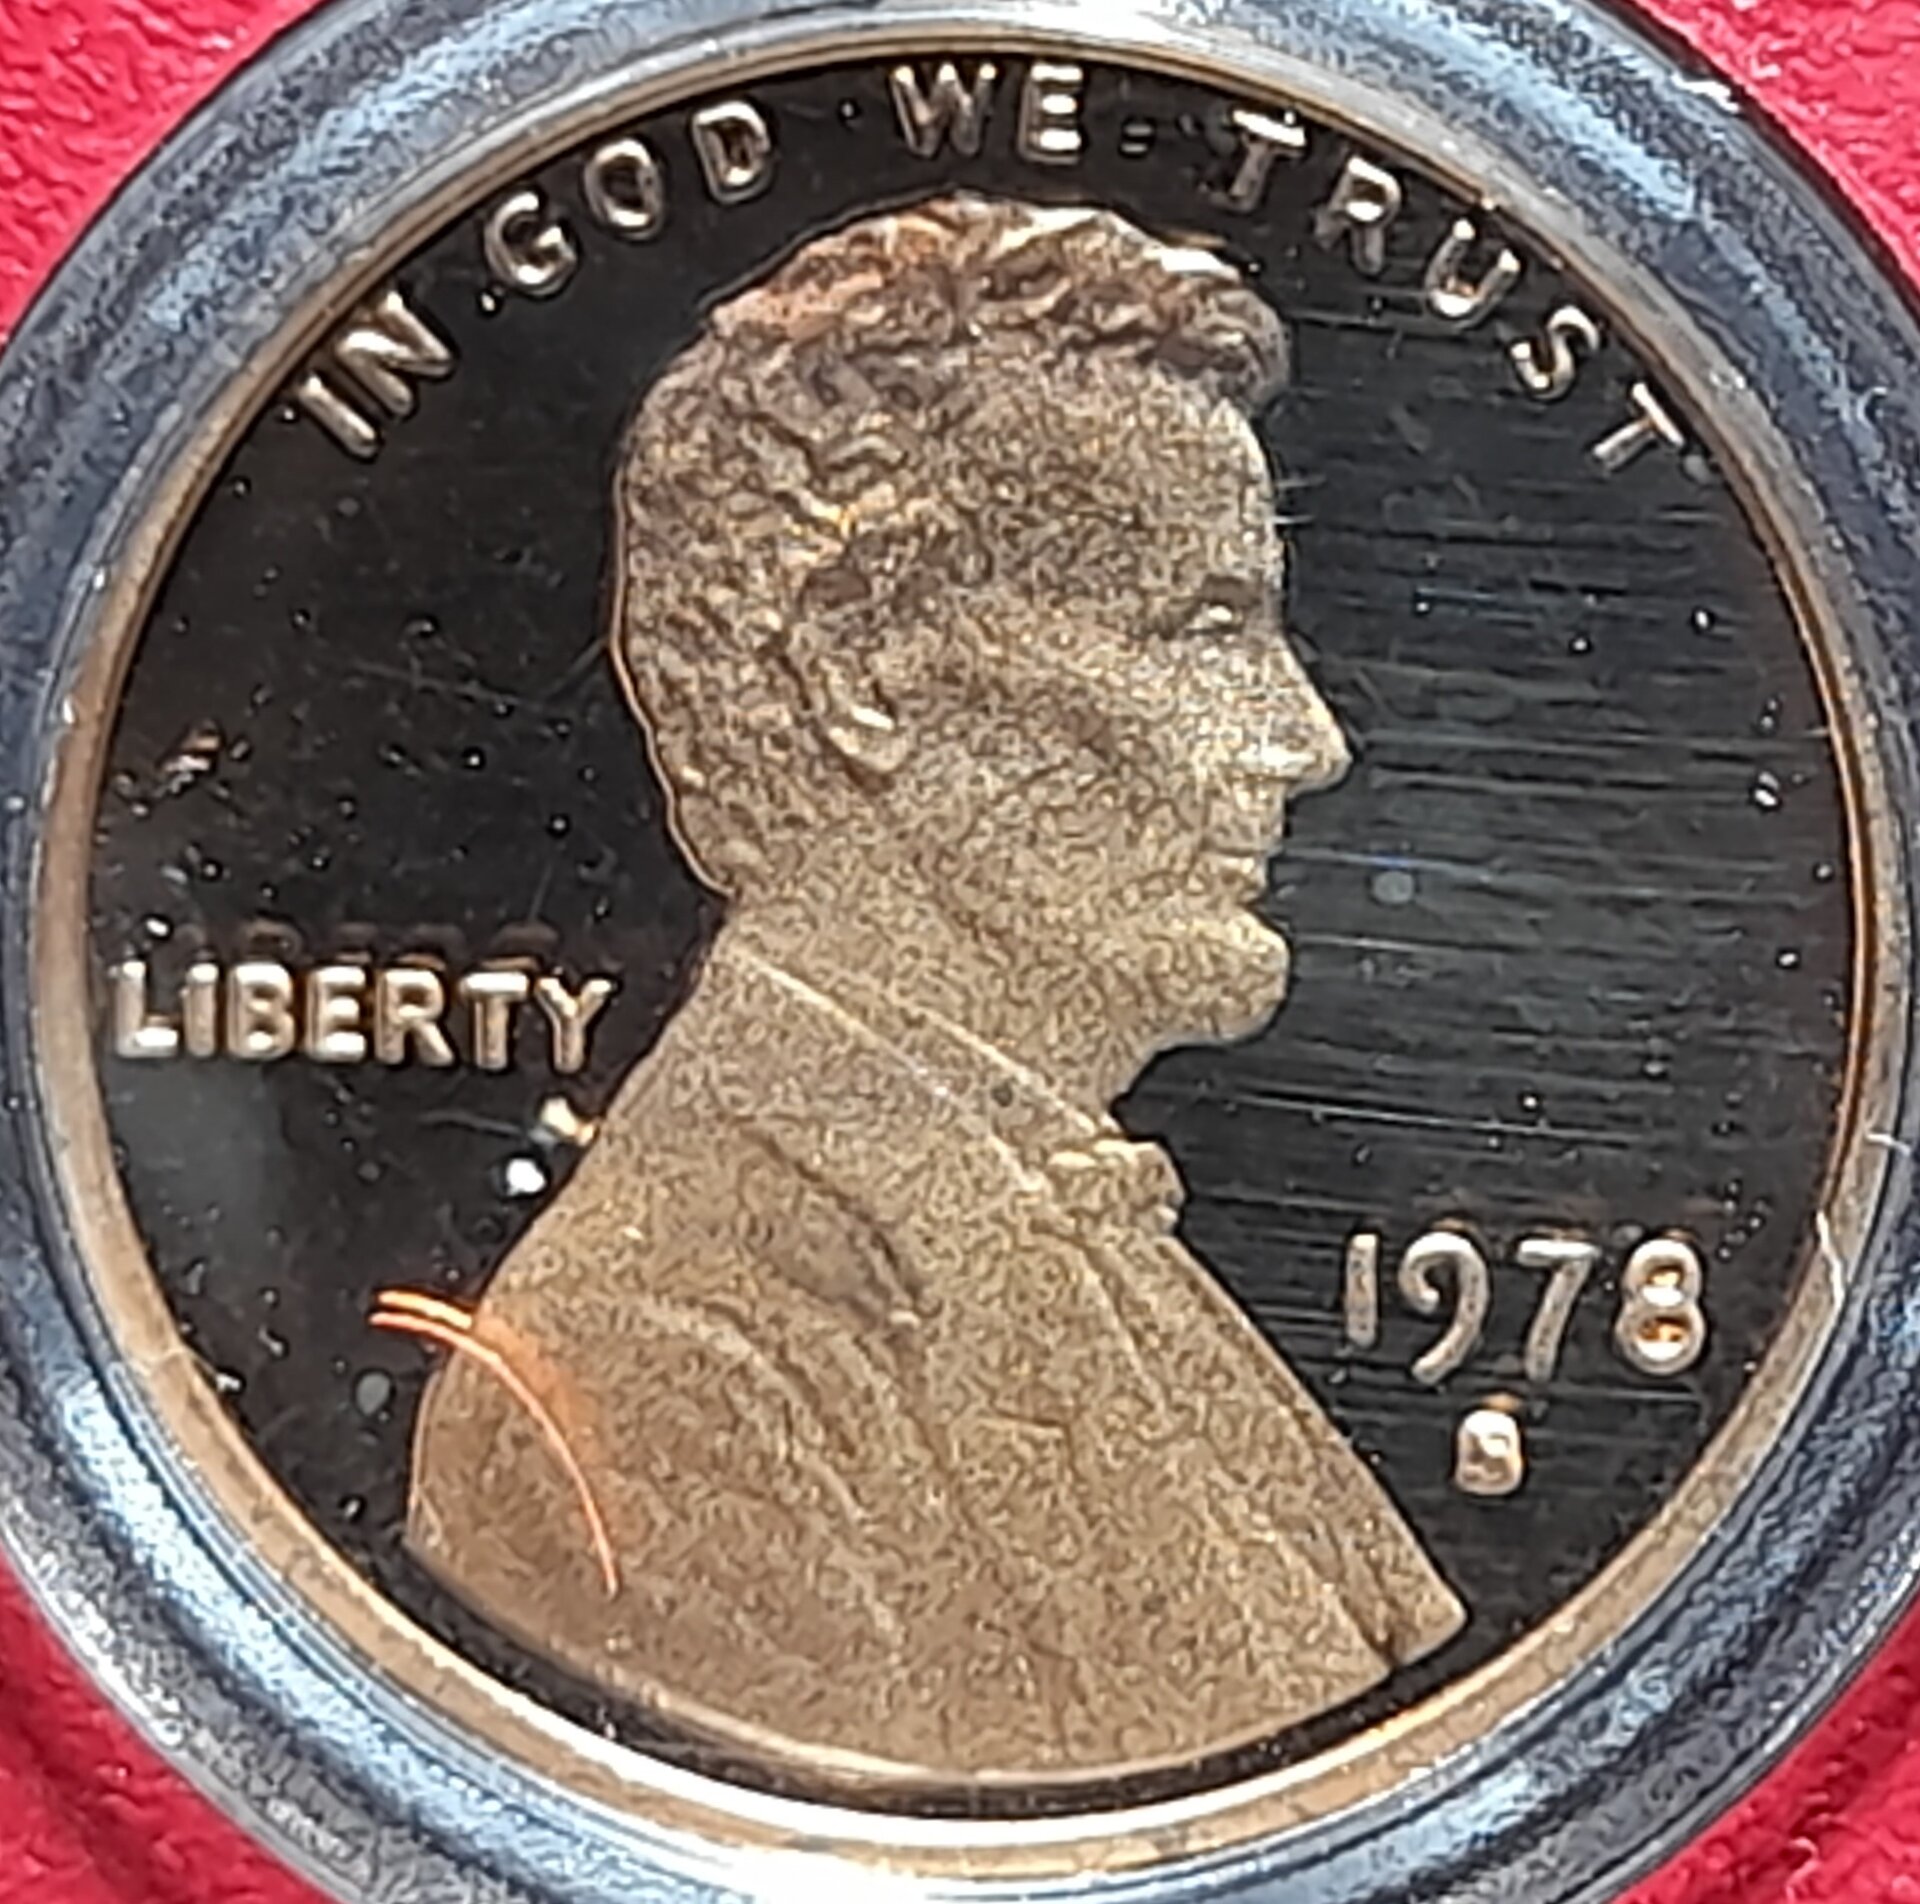 IN GOD WE TRUST
LIBERTY
1978
S